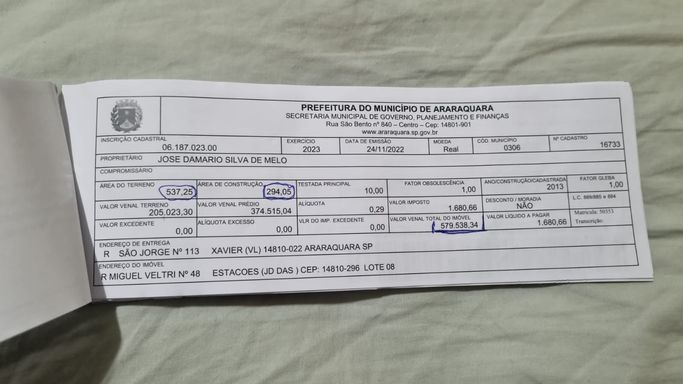 PREFEITURA DO MUNICÍPIO DE ARARAQUARA
SECRETARIA MUNICIPAL DE GOVERNO, PLANEJAMENTO E FINANÇAS
Rua São Bento nº 840 – Centro – Cep: 14801-901
www.araraquara.sp.gov.br
INSCRIÇÃO CADASTRAL EXERCÍCIO DATA DE EMISSÃO MOEDA CÓD. MUNICÍPIO Nº CADASTRO
06.187.023.00 2023 24/11/2022 Real 0306 16733
PROPRIETÁRIO JOSE DAMARIO SILVA DE MELO
COMPROMISSÁRIO
ÁREA DO TERRENO ÁREA DE CONSTRUÇÃO TESTADA PRINCIPAL FATOR OBSOLESCÊNCIA ANO/CONSTRUÇÃO/CADASTRADA FATOR GLEBA
537,25 294,05 10,00 1,00 2013 1,00
VALOR VENAL TERRENO VALOR VENAL PRÉDIO ALÍQUOTA VALOR IMPOSTO DESCONTO / MORADIA L.C. 889/885 e 884
205.023,30 374.515,04 0,29 1.680,66 NÃO Matrícula: 50353
VALOR EXCEDENTE ALÍQUOTA EXCESSO VLR DO IMP. EXCEDENTE VALOR VENAL TOTAL DO IMÓVEL VALOR LIQUIDO A PAGAR Transcrição:
0,00 0,00 0,00 579.538,34 1.680,66
ENDEREÇO DE ENTREGA
R SÃO JORGE Nº 113 XAVIER (VL) 14810-022 ARARAQUARA SP
ENDEREÇO DO IMÓVEL
R MIGUEL VELTRI Nº 48 ESTACOES (JD DAS ) CEP: 14810-296 LOTE 08